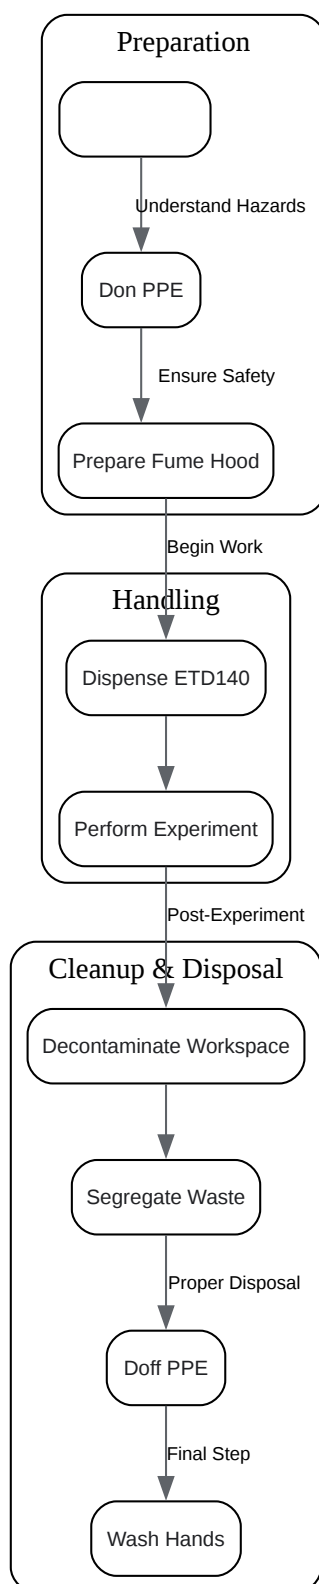 Preparation
Understand Hazards
Don PPE
Ensure Safety
Prepare Fume Hood
Begin Work
Handling
Dispense ETD140
Perform Experiment
Post-Experiment
Cleanup & Disposal
Decontaminate Workspace
Segregate Waste
Proper Disposal
Doff PPE
Final Step
Wash Hands